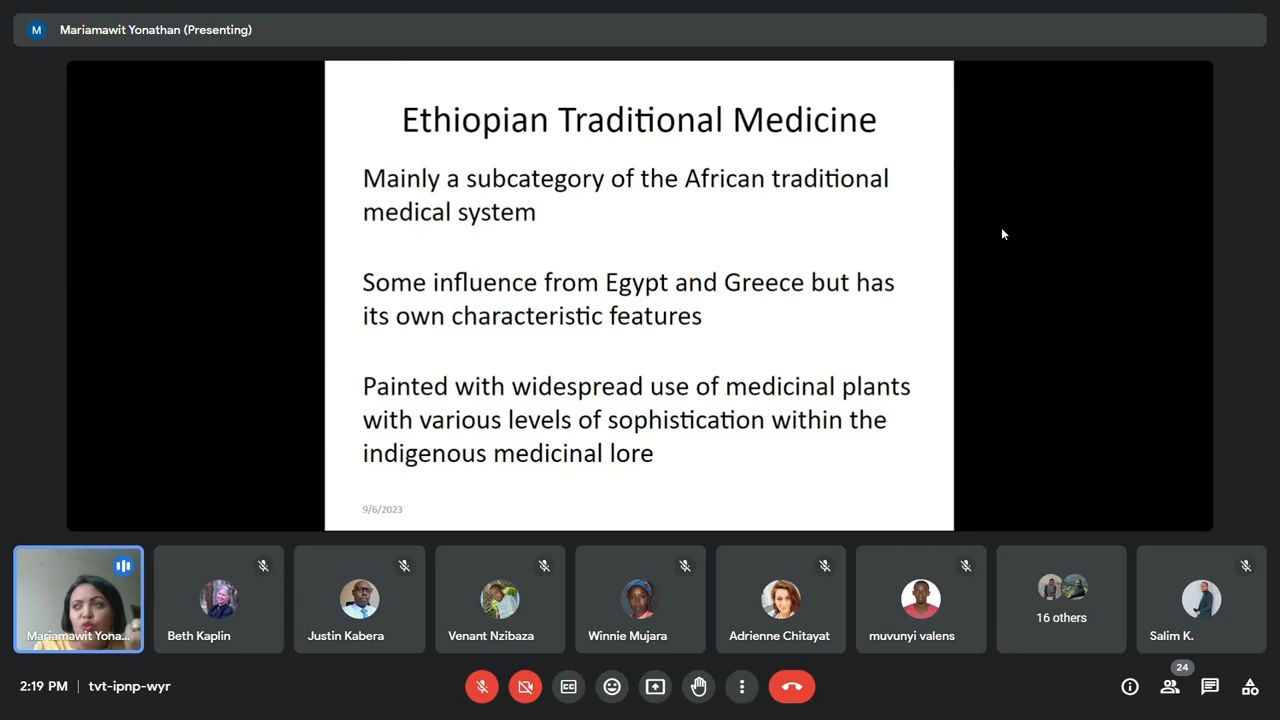 M Mariamawit Yonathan (Presenting)
Ethiopian Traditional Medicine
Mainly a subcategory of the African traditional
medical system
Some influence from Egypt and Greece but has
its own characteristic features
Painted with widespread use of medicinal plants
with various levels of sophistication within the
indigenous medicinal lore
9/6/2023
Mariamawit Yona...
Beth Kaplin
Justin Kabera
Venant Nzibaza
Winnie Mujara
Adrienne Chitayat
muvunyi valens
16 others
Salim K.
2:19 PM | tvt-ipnp-wyr
24